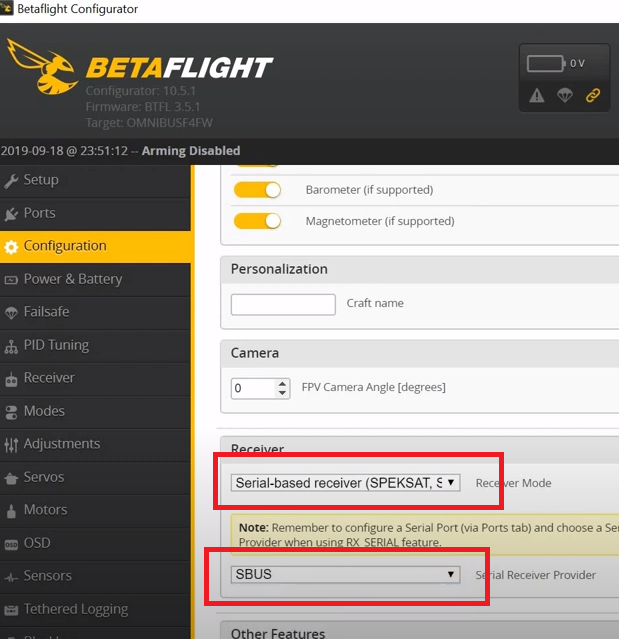 Betaflight Configurator
BETAFLIGHT
Configurator: 10.5.1
Firmware: BTFL 3.5.1
Target: OMNIBUSF4FW
0 V
2019-09-18 @ 23:51:12 -- Arming Disabled
Setup
Ports
Configuration
Power & Battery
Failsafe
PID Tuning
Receiver
Modes
Adjustments
Servos
Motors
OSD
Sensors
Tethered Logging
Barometer (if supported)
Magnetometer (if supported)
Personalization
Craft name
Camera
0 FPV Camera Angle [degrees]
Receiver
Serial-based receiver (SPEKSAT, S Receiver Mode
Note: Remember to configure a Serial Port (via Ports tab) and choose a Se
Provider when using RX_SERIAL feature.
SBUS Serial Receiver Provider
Other Features